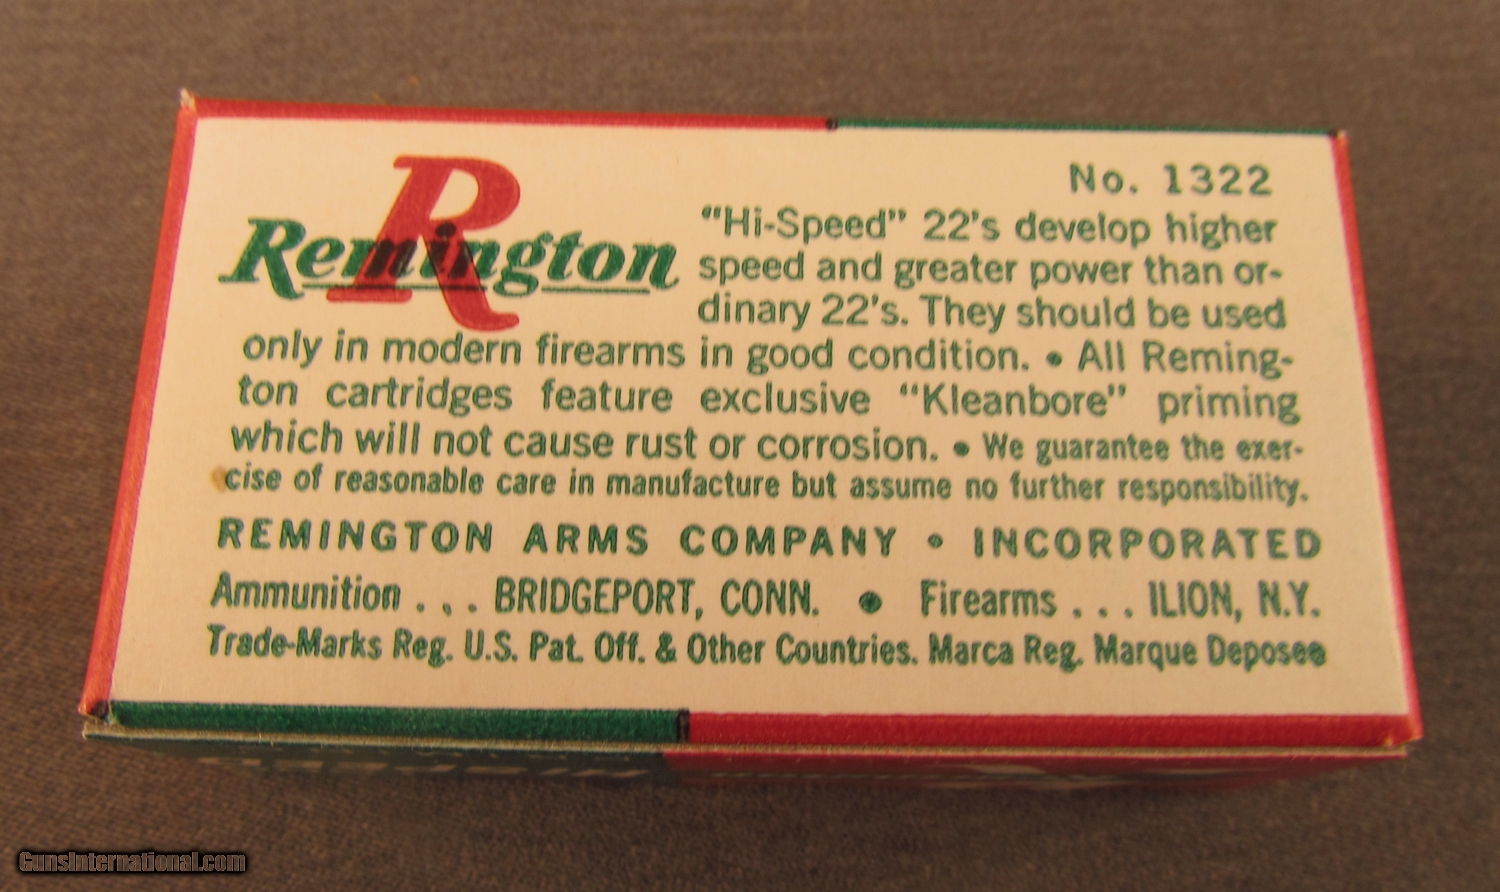 No. 1322
R
Remington
"Hi-Speed" 22's develop higher
speed and greater power than or-
dinary 22's. They should be used
only in modern firearms in good condition. • All Reming-
ton cartridges feature exclusive "Kleanbore" priming
which will not cause rust or corrosion. • We guarantee the exer-
cise of reasonable care in manufacture but assume no further responsibility.
REMINGTON ARMS COMPANY • INCORPORATED
Ammunition . . . BRIDGEPORT, CONN. • Firearms . . . ILION, N.Y.
Trade-Marks Reg. U.S. Pat. Off. & Other Countries. Marca Reg. Marque Deposee
GunsInternational.com